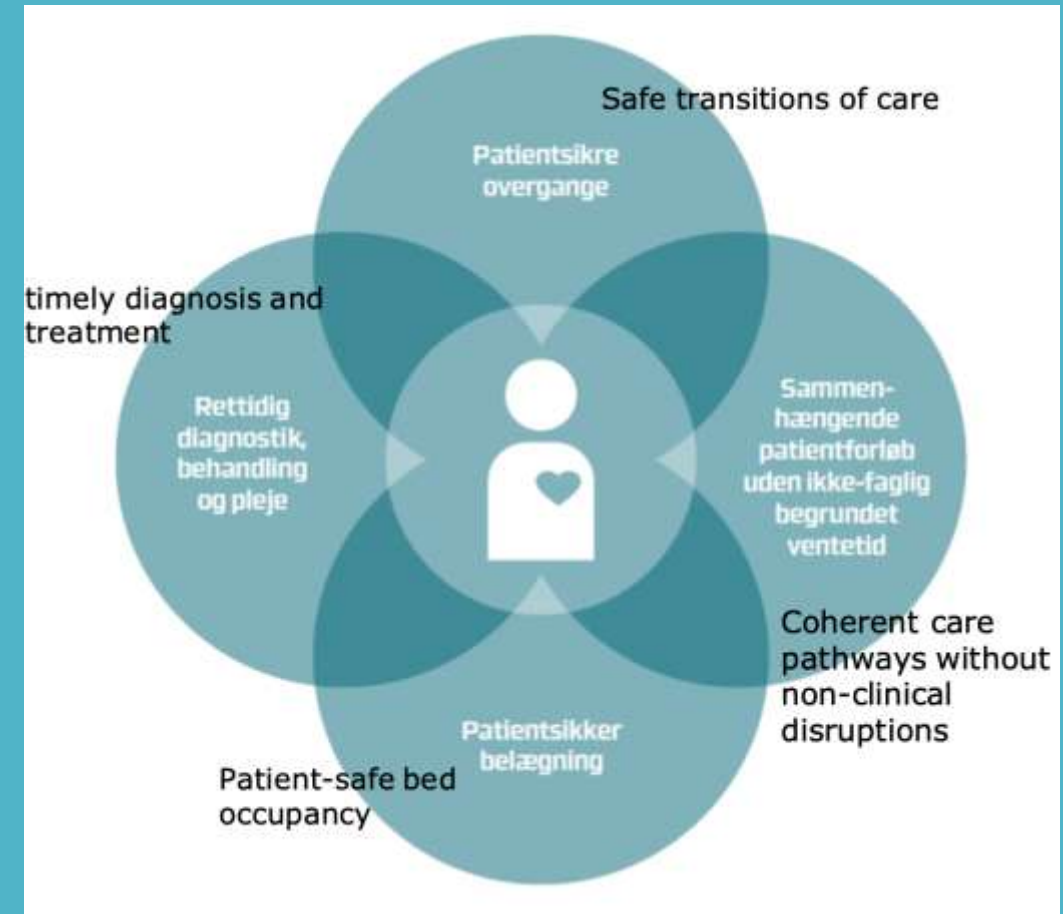 Safe transitions of care
Patientsikre
overgange
timely diagnosis and
treatment
Rettidig
diagnostik,
behandling
og pleje
Sammen-
hængende
patientforløb
uden ikke-faglig
begrundet
ventetid
Coherent care
pathways without
non-clinical
disruptions
Patientsikker
belægning
Patient-safe bed
occupancy